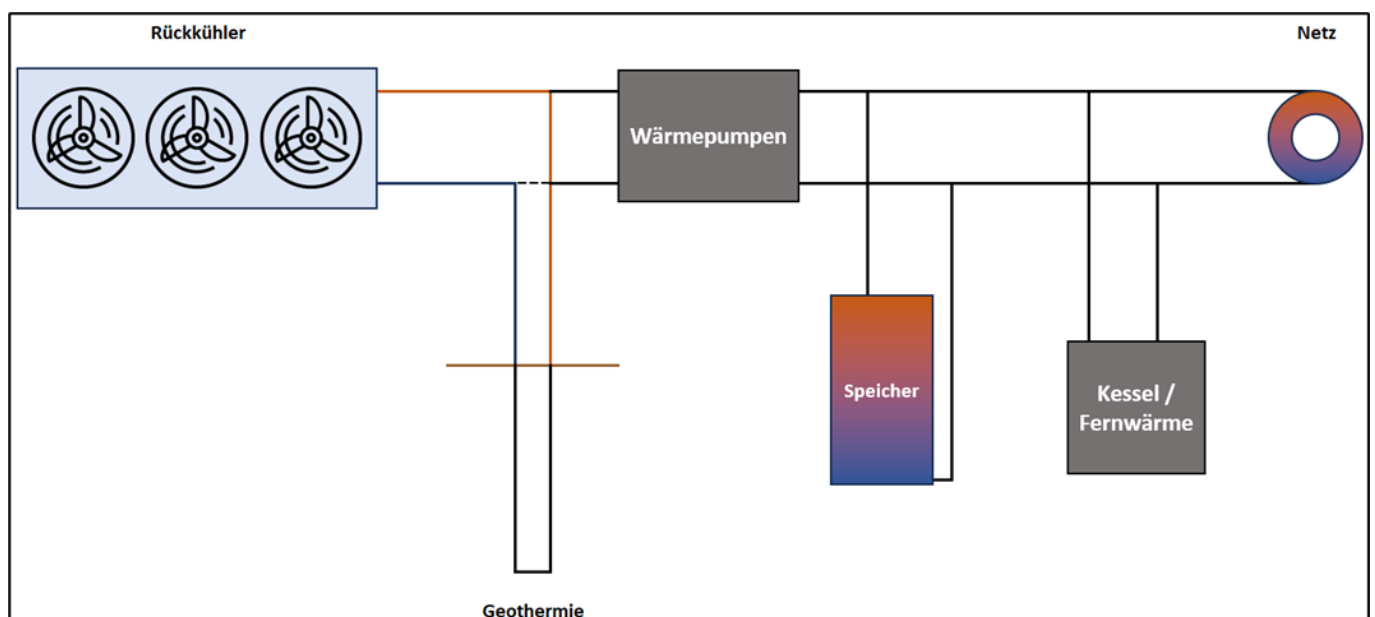 Rückkühler
Netz
Wärmepumpen
Speicher
Kessel /
Fernwärme
Geothermie